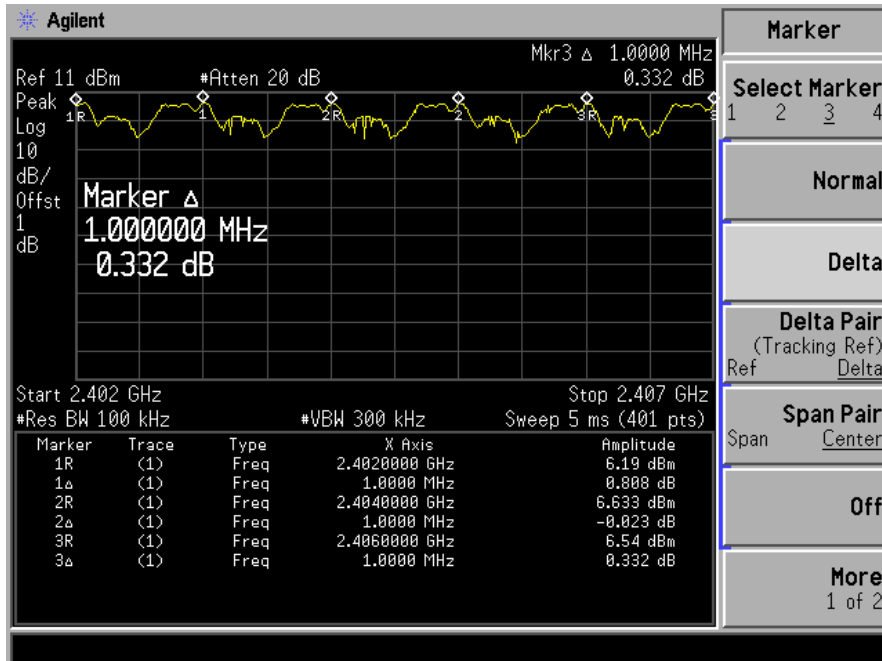 Agilent
Mkr3 Δ 1.0000 MHz
Ref 11 dBm #Atten 20 dB 0.332 dB
Peak
Log
10
dB/
Offst
1
dB
1R 1 2R 2 3R 3
Marker Δ
1.000000 MHz
0.332 dB
Start 2.402 GHz Stop 2.407 GHz
#Res BW 100 kHz #VBW 300 kHz Sweep 5 ms (401 pts)
Marker Trace Type X Axis Amplitude
1R (1) Freq 2.4020000 GHz 6.19 dBm
1Δ (1) Freq 1.0000 MHz 0.808 dB
2R (1) Freq 2.4040000 GHz 6.633 dBm
2Δ (1) Freq 1.0000 MHz -0.023 dB
3R (1) Freq 2.4060000 GHz 6.54 dBm
3Δ (1) Freq 1.0000 MHz 0.332 dB
Marker
Select Marker
1 2 3 4
Normal
Delta
Delta Pair
(Tracking Ref)
Ref Delta
Span Pair
Span Center
Off
More
1 of 2